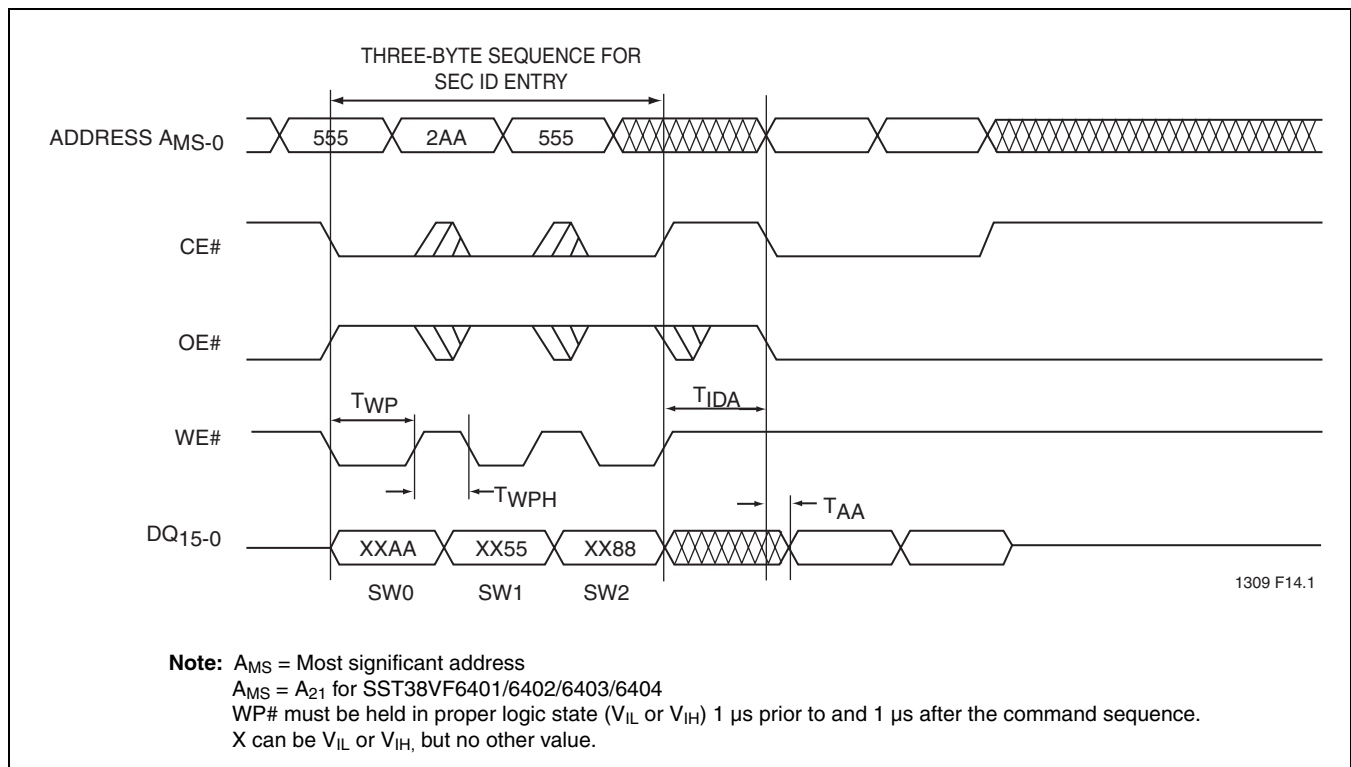 THREE-BYTE SEQUENCE FOR
SEC ID ENTRY
ADDRESS AMS-0
555 2AA 555
CE#
OE#
TWP
TIDA
WE#
TWPH
TAA
DQ15-0
XXAA XX55 XX88
SW0 SW1 SW2
1309 F14.1
Note: AMS = Most significant address
AMS = A21 for SST38VF6401/6402/6403/6404
WP# must be held in proper logic state (VIL or VIH) 1 µs prior to and 1 µs after the command sequence.
X can be VIL or VIH, but no other value.